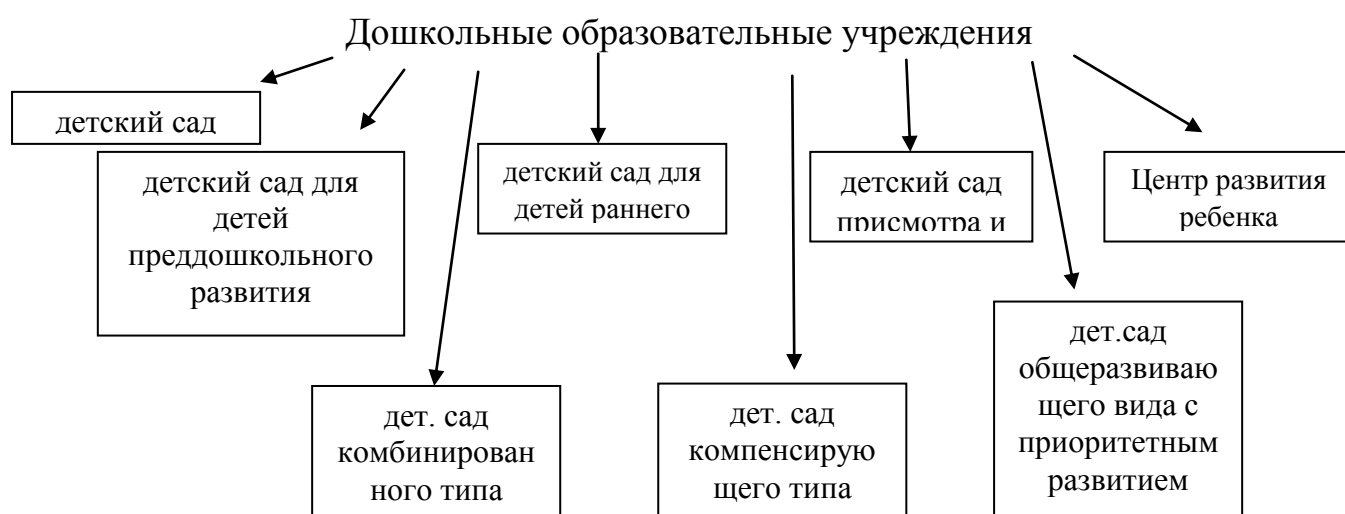 Дошкольные образовательные учреждения
детский сад
детский сад для
детей
преддошкольного
развития
детский сад для
детей раннего
детский сад
присмотра и
Центр развития
ребенка
дет. сад
комбинирован
ного типа
дет. сад
компенсирую
щего типа
дет.сад
общеразвиваю
щего вида с
приоритетным
развитием